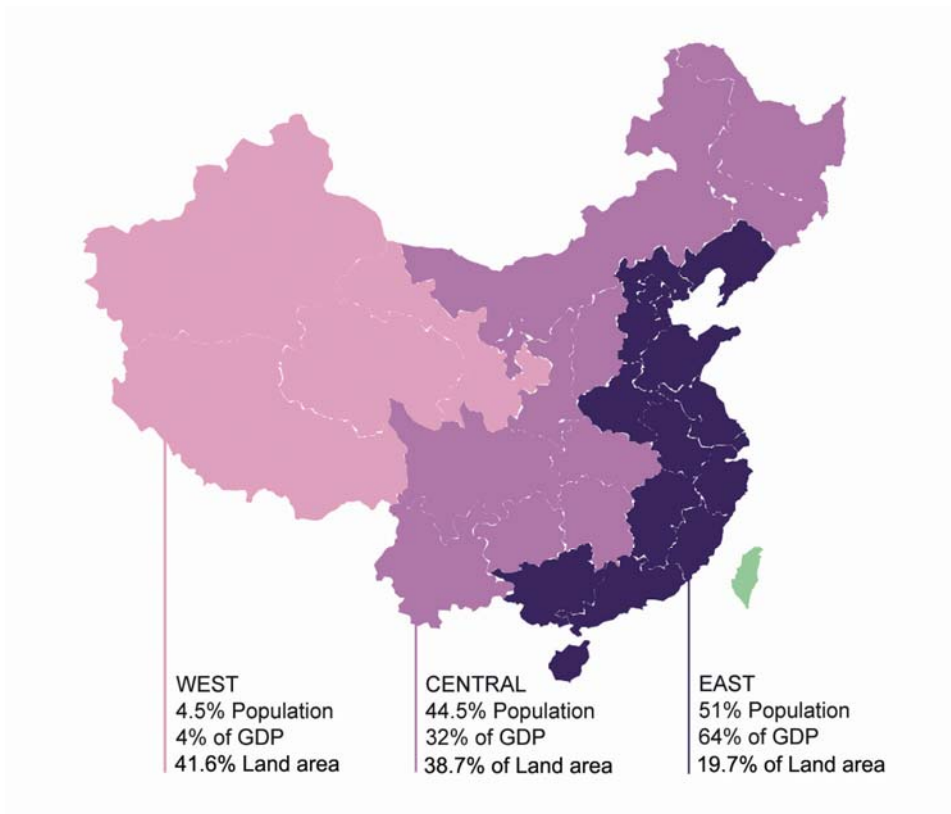 WEST
4.5% Population
4% of GDP
41.6% Land area
CENTRAL
44.5% Population
32% of GDP
38.7% of Land area
EAST
51% Population
64% of GDP
19.7% of Land area